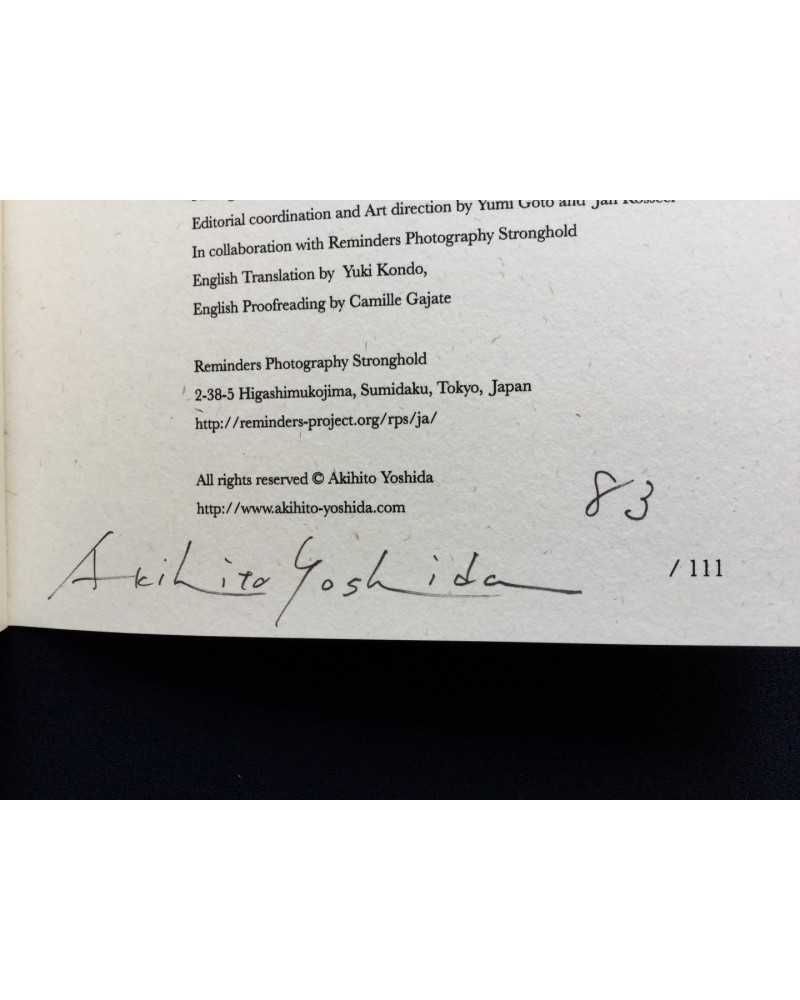 Editorial coordination and Art direction by Yumi Goto and Jan Rosseel
In collaboration with Reminders Photography Stronghold
English Translation by Yuki Kondo,
English Proofreading by Camille Gajate
Reminders Photography Stronghold
2-38-5 Higashimukojima, Sumidaku, Tokyo, Japan
http://reminders-project.org/rps/ja/
All rights reserved © Akihito Yoshida
http://www.akihito-yoshida.com
83
Akihito Yoshida
/ 111